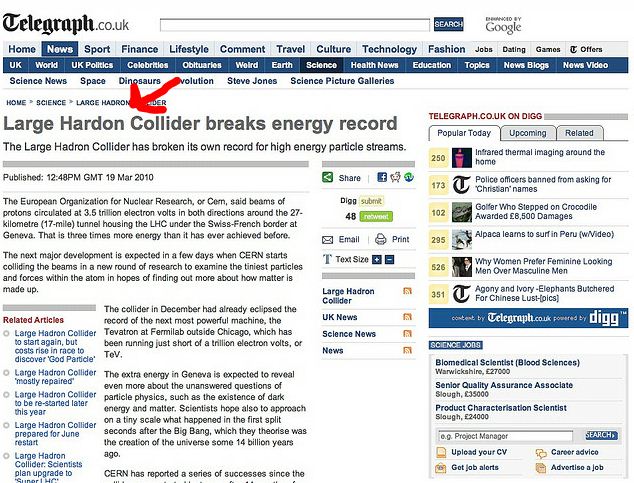 Telegraph.co.uk
SEARCH
ENHANCED BY
Google
Home News Sport Finance Lifestyle Comment Travel Culture Technology Fashion Jobs Dating Games Offers
UK World UK Politics Celebrities Obituaries Weird Earth Science Health News Education Topics News Blogs News Video
Science News Space Dinosaurs Evolution Steve Jones Science Picture Galleries
HOME > SCIENCE > LARGE HADRON COLLIDER
Large Hardon Collider breaks energy record
The Large Hadron Collider has broken its own record for high energy particle streams.
Published: 12:48PM GMT 19 Mar 2010
The European Organization for Nuclear Research, or Cern, said beams of
protons circulated at 3.5 trillion electron volts in both directions around the 27-
kilometre (17-mile) tunnel housing the LHC under the Swiss-French border at
Geneva. That is three times more energy than it has ever achieved before.
The next major development is expected in a few days when CERN starts
colliding the beams in a new round of research to examine the tiniest particles
and forces within the atom in hopes of finding out more about how matter is
made up.
Related Articles
Large Hadron Collider
to start again, but
costs rise in race to
discover 'God Particle'
Large Hadron Collider
'mostly repaired'
Large Hadron Collider
to be re-started later
this year
Large Hadron Collider
prepared for June
restart
Large Hadron
Collider: Scientists
plan upgrade to
'Super LHC'
The collider in December had already eclipsed the
record of the next most powerful machine, the
Tevatron at Fermilab outside Chicago, which has
been running just short of a trillion electron volts, or
TeV.
The extra energy in Geneva is expected to reveal
even more about the unanswered questions of
particle physics, such as the existence of dark
energy and matter. Scientists hope also to approach
on a tiny scale what happened in the first split
seconds after the Big Bang, which they theorise was
the creation of the universe some 14 billion years
ago.
CERN has reported a series of successes since the
Share
Digg submit
48 retweet
Email Print
Text Size + -
Large Hadron
Collider
UK News
Science News
News
TELEGRAPH.CO.UK ON DIGG
Popular Today Upcoming Related
250 Infrared thermal imaging around the
home
173 Police officers banned from asking for
'Christian' names
102 Golfer Who Stepped on Crocodile
Awarded £8,500 Damages
295 Alpaca learns to surf in Peru (w/Video)
526 Why Women Prefer Feminine Looking
Men Over Masculine Men
351 Agony and Ivory -Elephants Butchered
For Chinese Lust-[pics]
content by Telegraph.co.uk powered by digg™
SCIENCE JOBS
Biomedical Scientist (Blood Sciences)
Warwickshire, £27000
Senior Quality Assurance Associate
Slough, £35000
Product Characterisation Scientist
Slough, £24000
e.g. Project Manager SEARCH
Upload your CV Career advice
Get job alerts Advertise a job